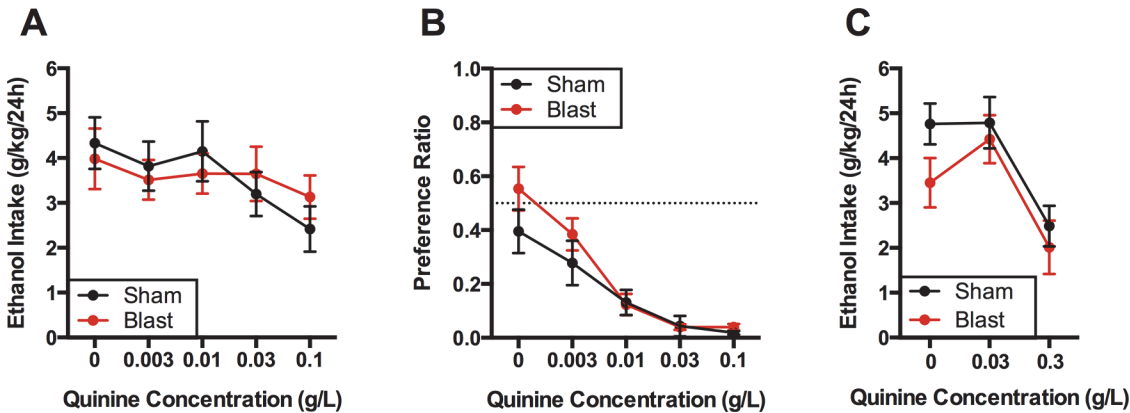 A
Ethanol Intake (g/kg/24h)
6
5
4
3
2
1
0
Sham
Blast
0 0.003 0.01 0.03 0.1
Quinine Concentration (g/L)
B
Preference Ratio
1.0
0.8
0.6
0.4
0.2
0.0
Sham
Blast
0 0.003 0.01 0.03 0.1
Quinine Concentration (g/L)
C
Ethanol Intake (g/kg/24h)
6
5
4
3
2
1
0
Sham
Blast
0 0.03 0.3
Quinine Concentration (g/L)